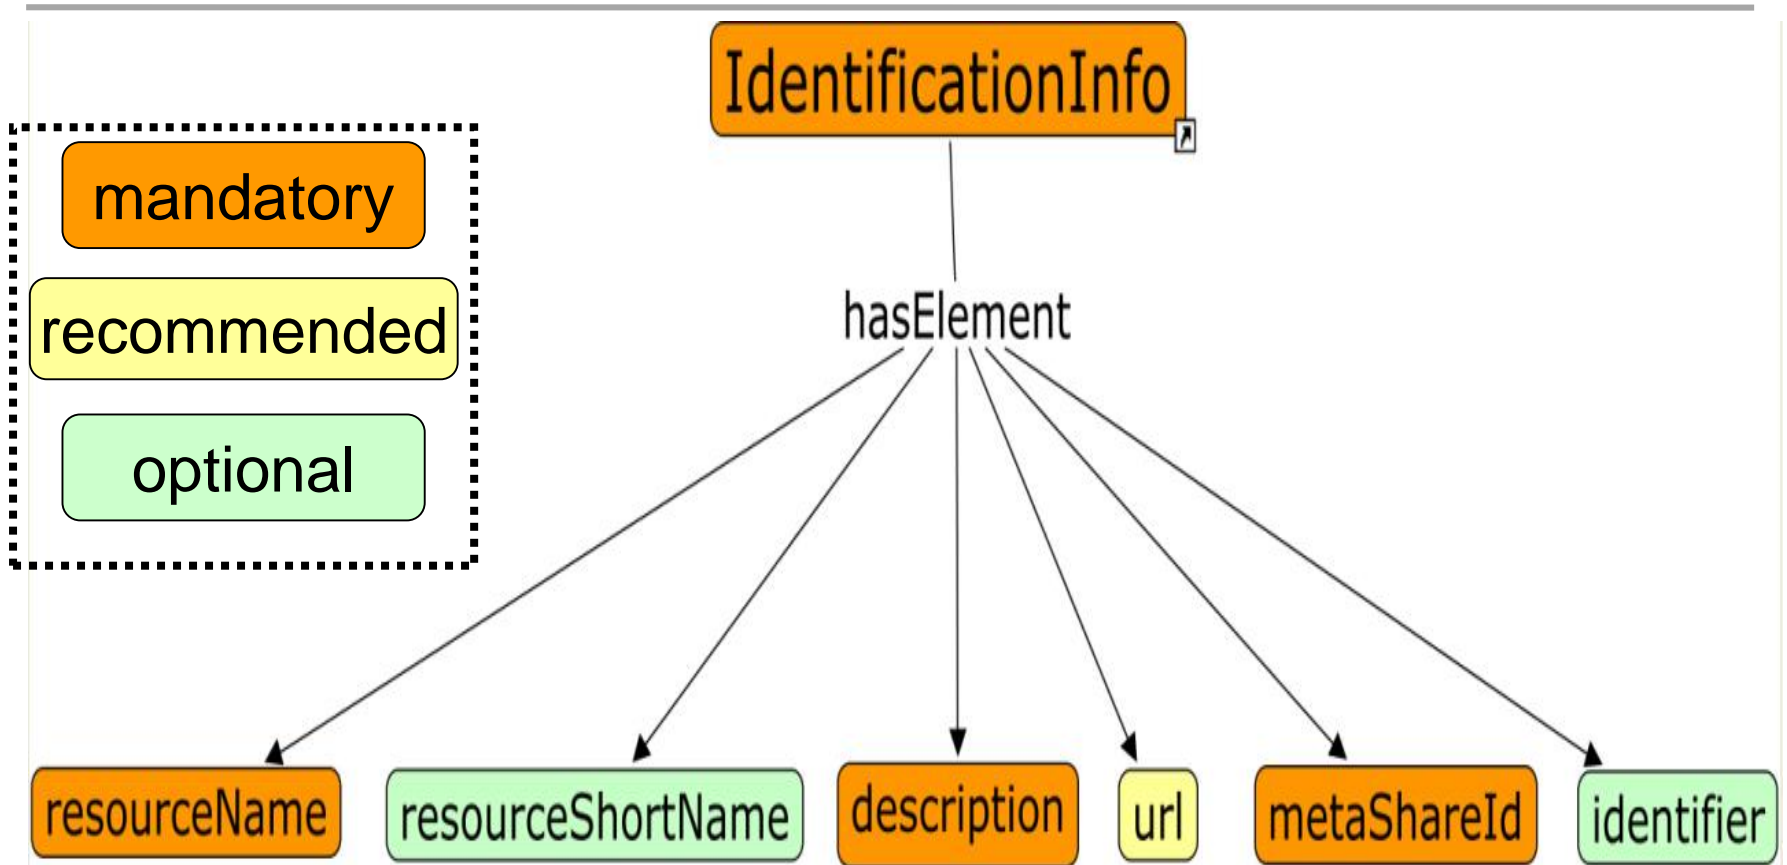 IdentificationInfo
mandatory
recommended
optional
hasElement
resourceName
resourceShortName
description
url
metaShareId
identifier